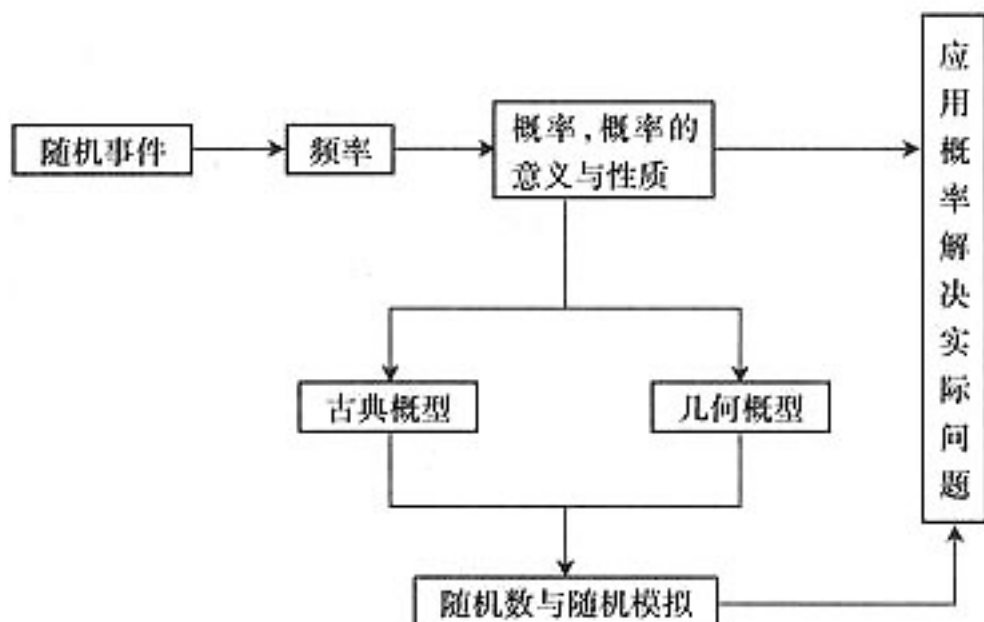 随机事件
频率
概率,概率的
意义与性质
应用概率解决实际问题
古典概型
几何概型
随机数与随机模拟